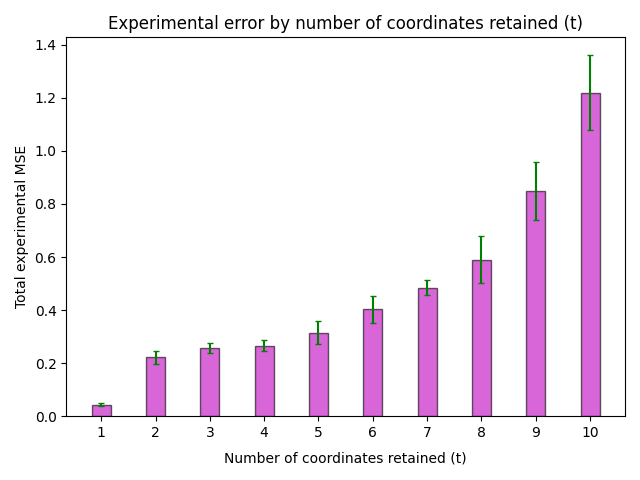 Experimental error by number of coordinates retained (t)
1.4
1.2
1.0
0.8
0.6
0.4
0.2
0.0
Total experimental MSE
1 2 3 4 5 6 7 8 9 10
Number of coordinates retained (t)